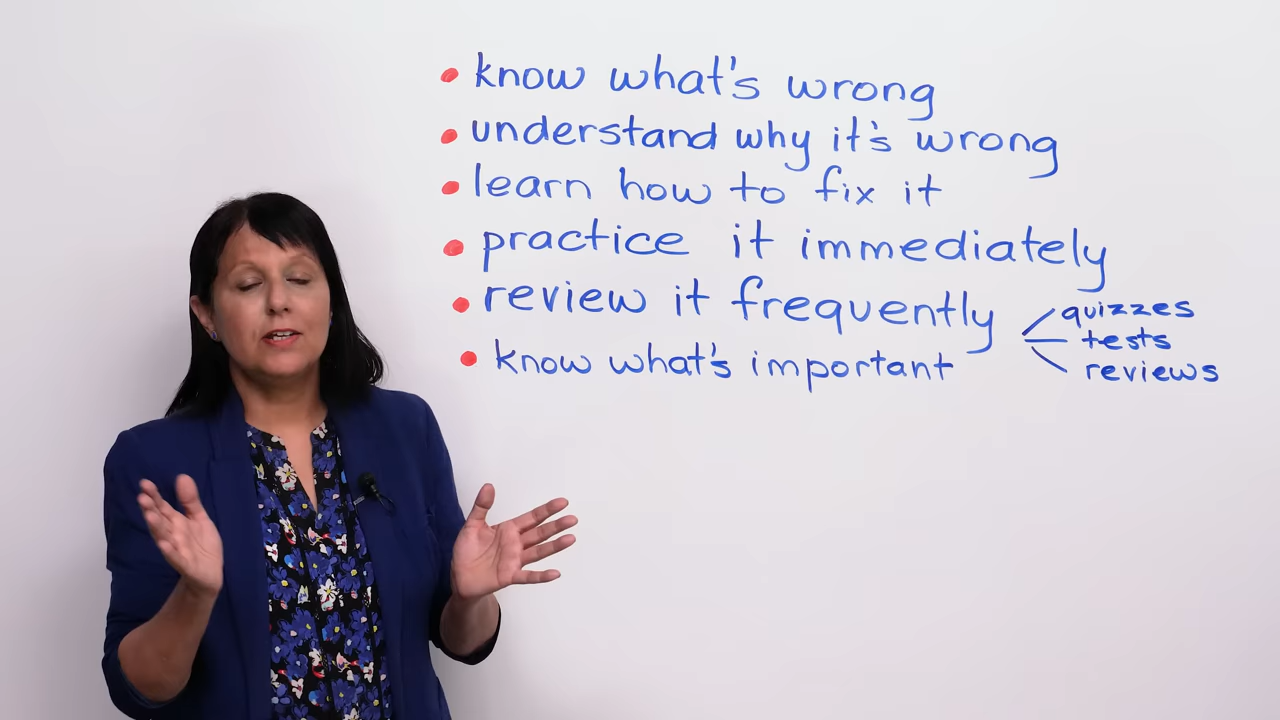 • know what's wrong
• understand why it's wrong
• learn how to fix it
• practice it immediately
• review it frequently
quizzes
tests
reviews
• know what's important